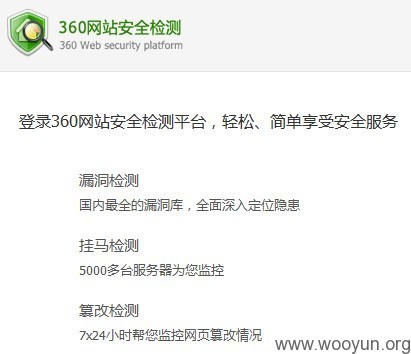 360网站安全检测
360 Web security platform
登录360网站安全检测平台，轻松、简单享受安全服务
漏洞检测
国内最全的漏洞库，全面深入定位隐患
挂马检测
5000多台服务器为您监控
篡改检测
7x24小时帮您监控网页篡改情况
www.wooyun.org